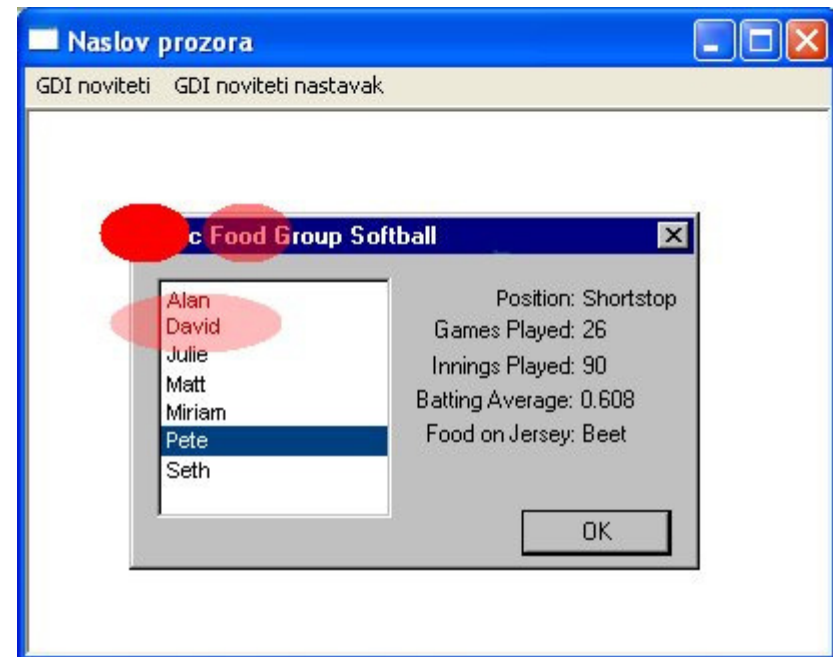 Naslov prozora
GDI noviteti GDI noviteti nastavak
c Food Group Softball
Alan
David
Julie
Matt
Miriam
Pete
Seth
Position: Shortstop
Games Played: 26
Innings Played: 90
Batting Average: 0.608
Food on Jersey: Beet
OK